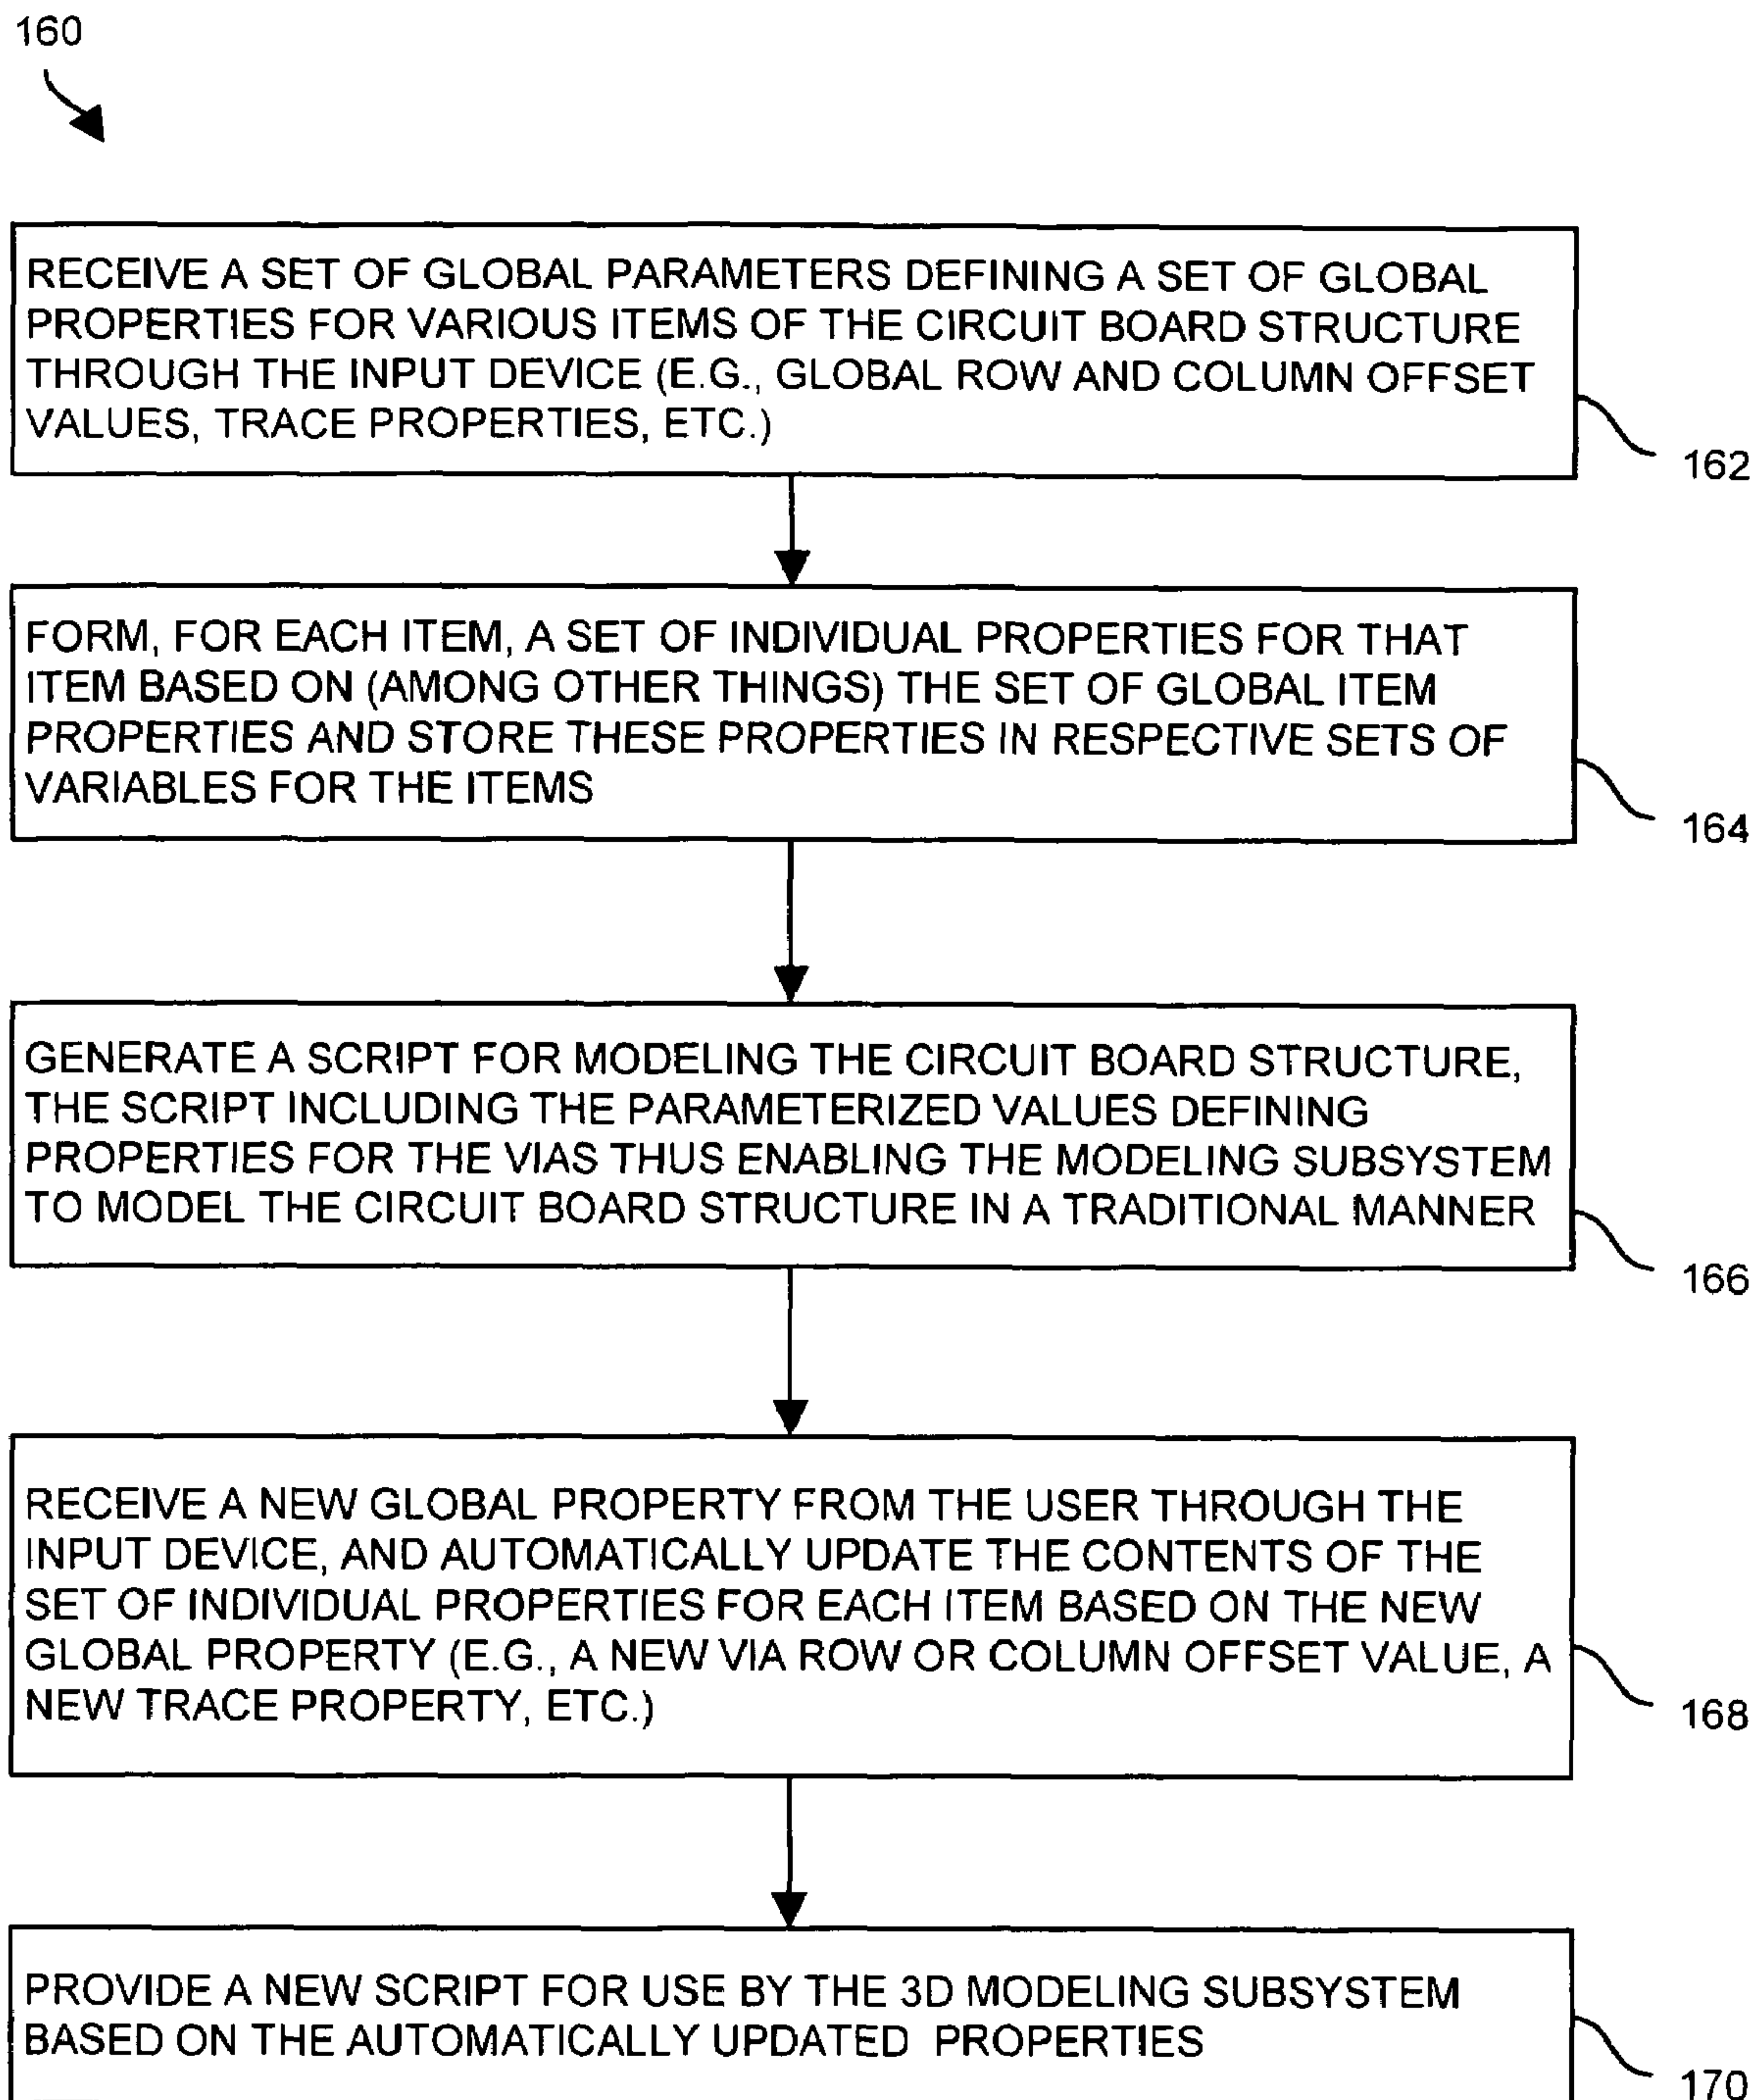 160
RECEIVE A SET OF GLOBAL PARAMETERS DEFINING A SET OF GLOBAL
PROPERTIES FOR VARIOUS ITEMS OF THE CIRCUIT BOARD STRUCTURE
THROUGH THE INPUT DEVICE (E.G., GLOBAL ROW AND COLUMN OFFSET
VALUES, TRACE PROPERTIES, ETC.)
162
FORM, FOR EACH ITEM, A SET OF INDIVIDUAL PROPERTIES FOR THAT
ITEM BASED ON (AMONG OTHER THINGS) THE SET OF GLOBAL ITEM
PROPERTIES AND STORE THESE PROPERTIES IN RESPECTIVE SETS OF
VARIABLES FOR THE ITEMS
164
GENERATE A SCRIPT FOR MODELING THE CIRCUIT BOARD STRUCTURE,
THE SCRIPT INCLUDING THE PARAMETERIZED VALUES DEFINING
PROPERTIES FOR THE VIAS THUS ENABLING THE MODELING SUBSYSTEM
TO MODEL THE CIRCUIT BOARD STRUCTURE IN A TRADITIONAL MANNER
166
RECEIVE A NEW GLOBAL PROPERTY FROM THE USER THROUGH THE
INPUT DEVICE, AND AUTOMATICALLY UPDATE THE CONTENTS OF THE
SET OF INDIVIDUAL PROPERTIES FOR EACH ITEM BASED ON THE NEW
GLOBAL PROPERTY (E.G., A NEW VIA ROW OR COLUMN OFFSET VALUE, A
NEW TRACE PROPERTY, ETC.)
168
PROVIDE A NEW SCRIPT FOR USE BY THE 3D MODELING SUBSYSTEM
BASED ON THE AUTOMATICALLY UPDATED PROPERTIES
170